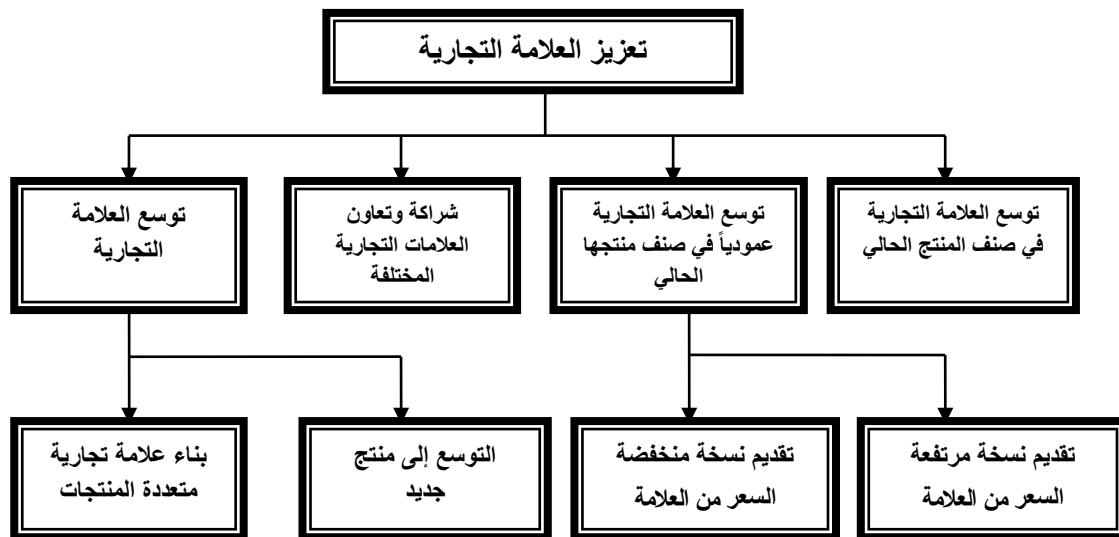 تعزيز العلامة التجارية
توسع العلامة التجارية
في صنف المنتج الحالي
توسع العلامة التجارية
عمودياً في صنف منتجها
الحالي
شراكة وتعاون
العلامات التجارية
المختلفة
توسع العلامة
التجارية
تقديم نسخة مرتفعة
السعر من العلامة
تقديم نسخة منخفضة
السعر من العلامة
التوسع إلى منتج
جديد
بناء علامة تجارية
متعددة المنتجات